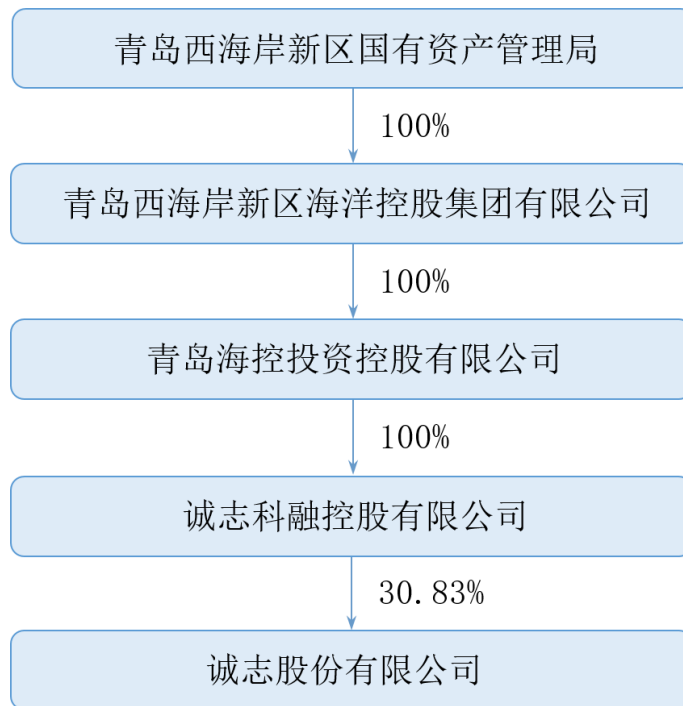 青岛西海岸新区国有资产管理局
100%
青岛西海岸新区海洋控股集团有限公司
100%
青岛海控投资控股有限公司
100%
诚志科融控股有限公司
30.83%
诚志股份有限公司